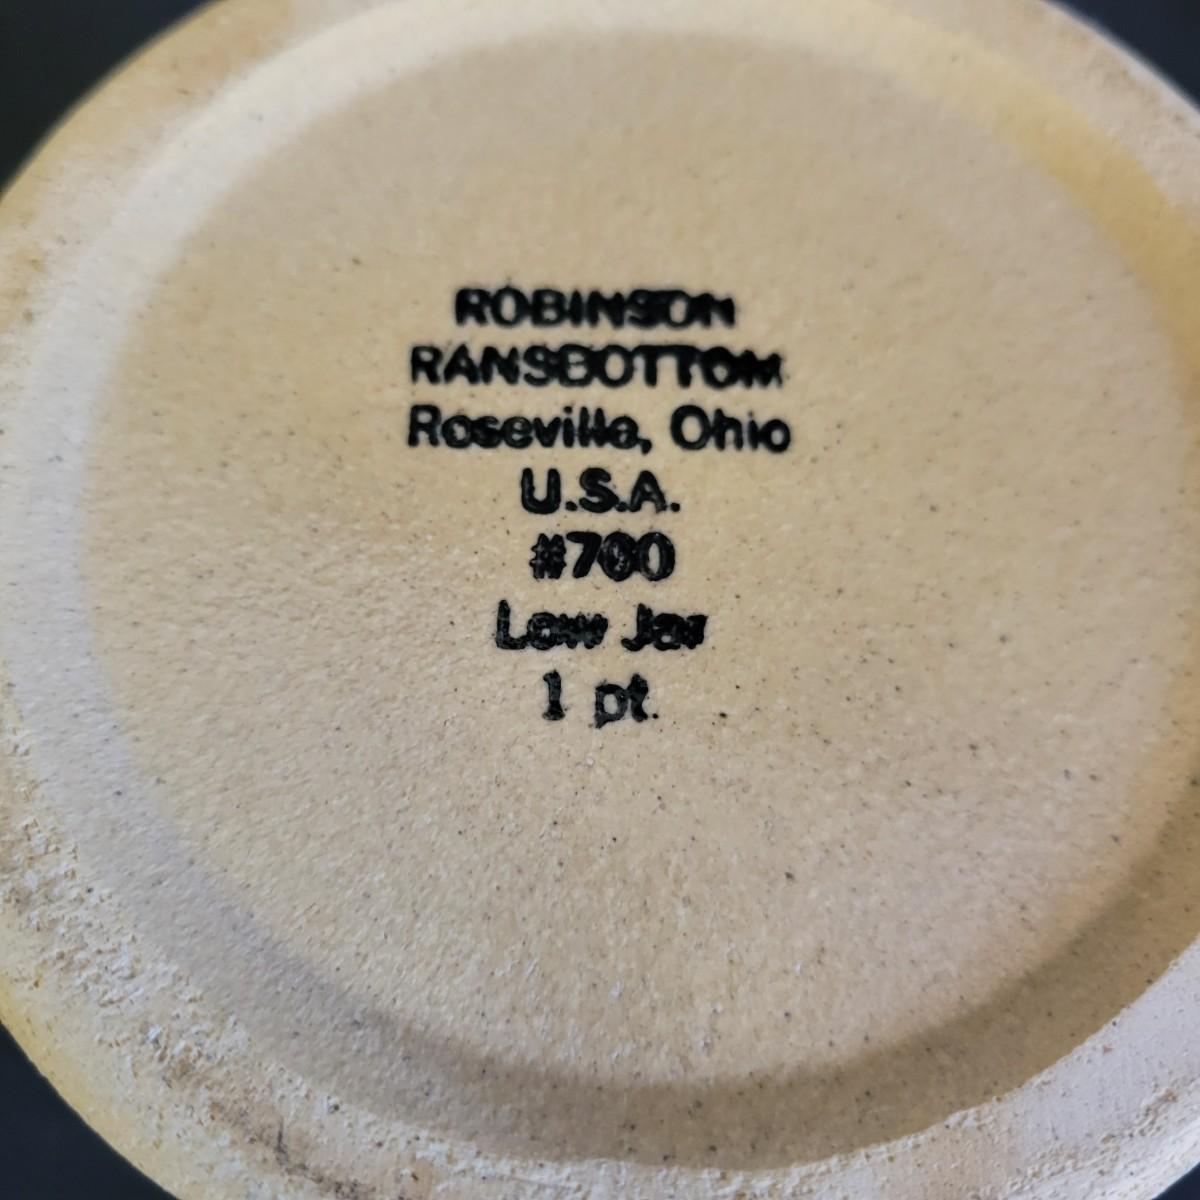 ROBINSON
RANSBOTTOM
Roseville, Ohio
U.S.A.
#700
Low Jar
1 pt.